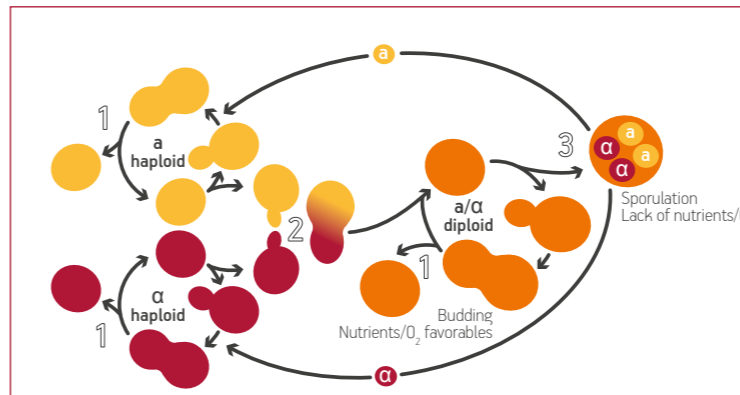 a
1
a
haploid
3
a
α
a
α
a/α
diploid
Sporulation
Lack of nutrients/
2
1
α
haploid
1
Budding
Nutrients/O₂ favorables
α